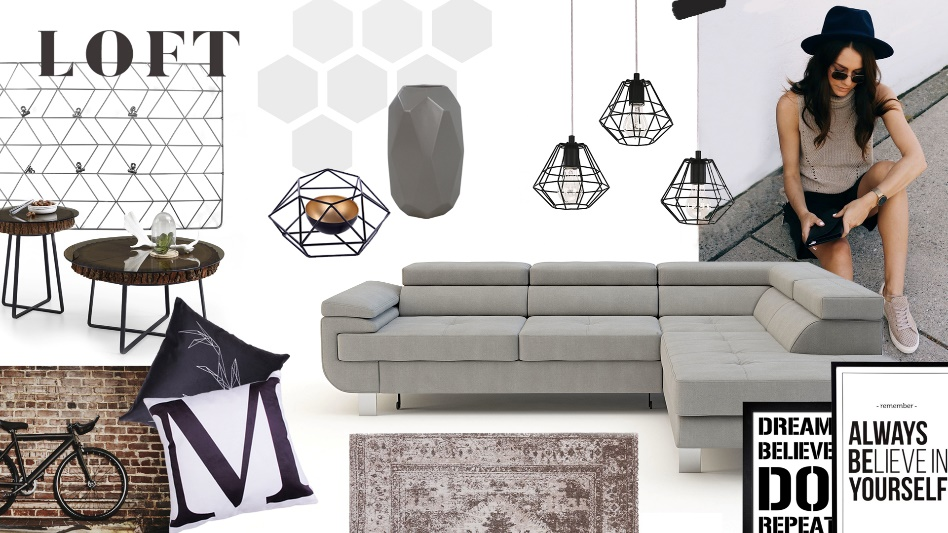 LOFT
M
DREAM
BELIEVE
DO
REPEAT
- remember -
ALWAYS
BELIEVE IN
YOURSELF